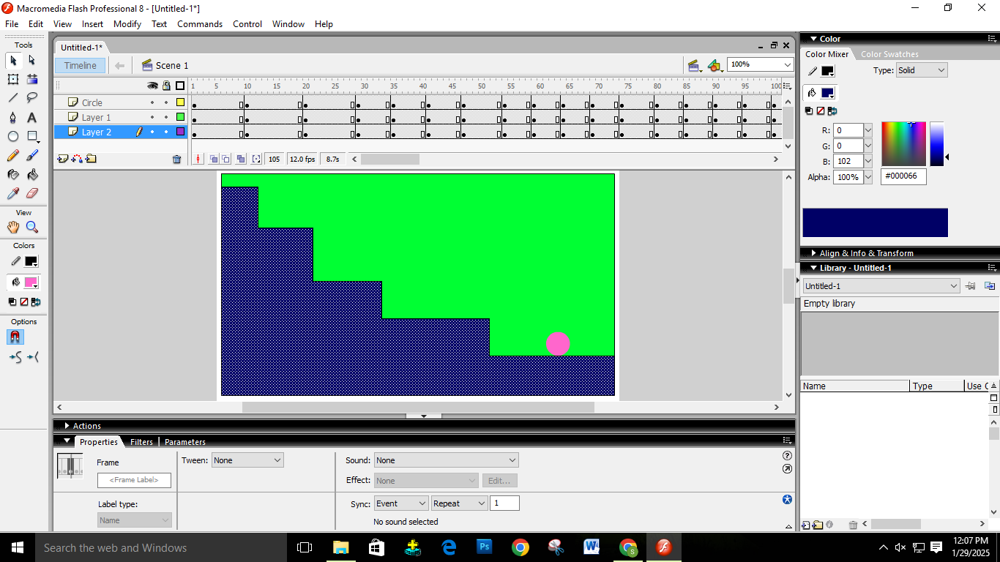 Macromedia Flash Professional 8 - [Untitled-1*]
File Edit View Insert Modify Text Commands Control Window Help
Tools
View
Colors
Options
Untitled-1*
Timeline
Scene 1
100%
1 5 10 15 20 25 30 35 40 45 50 55 60 65 70 75 80 85 90 95 100
Circle
Layer 1
Layer 2
105 12.0 fps 8.7s
Actions
Properties Filters Parameters
Frame
<Frame Label>
Label type:
Name
Tween: None
Sound: None
Effect: None Edit...
Sync: Event Repeat 1
No sound selected
Color
Color Mixer Color Swatches
Type: Solid
R: 0
G: 0
B: 102
Alpha: 100% #000066
Align & Info & Transform
Library - Untitled-1
Untitled-1
Empty library
Name Type Use C
Search the web and Windows
Ps
W
S
12:07 PM
1/29/2025